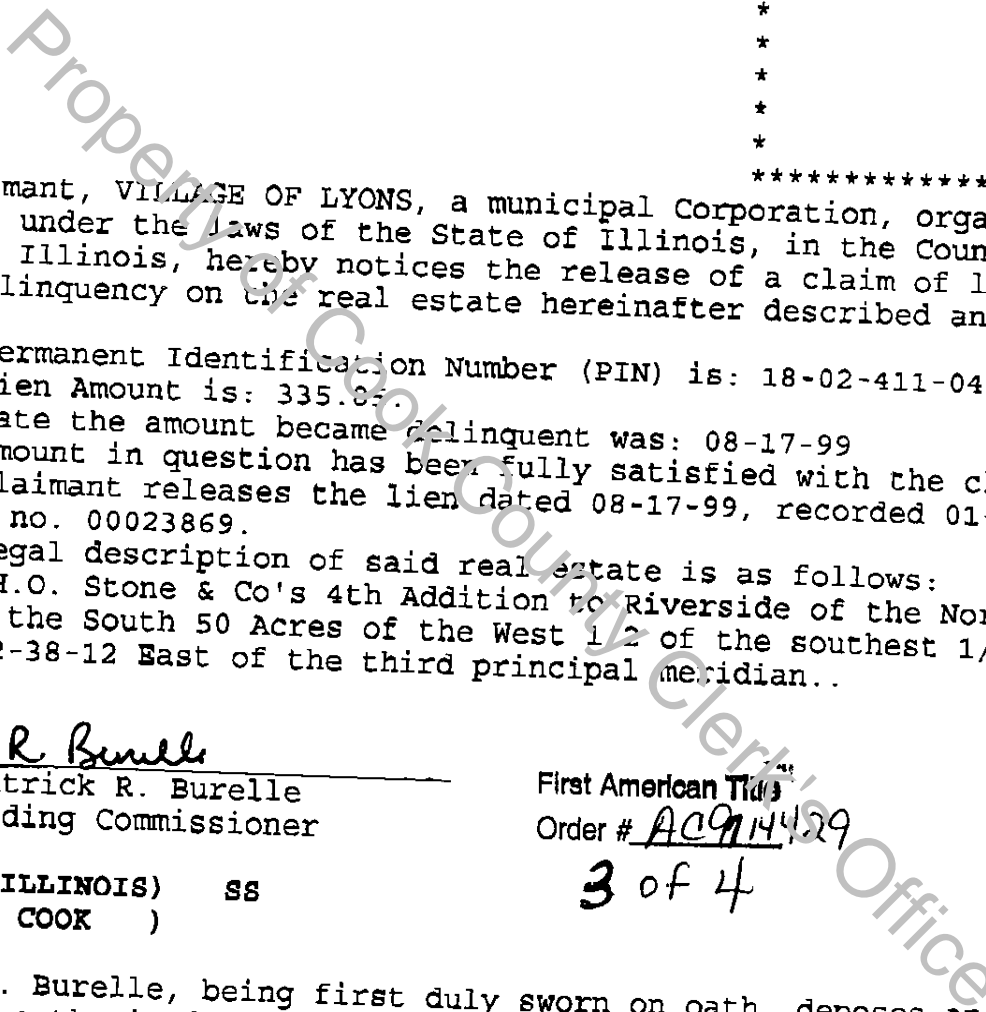 *
*
*
*
*
*************
mant, VILLAGE OF LYONS, a municipal Corporation, orga
under the laws of the State of Illinois, in the Coun
Illinois, hereby notices the release of a claim of l
linquency on the real estate hereinafter described an
ermanent Identification Number (PIN) is: 18-02-411-04
ien Amount is: 335.
ate the amount became delinquent was: 08-17-99
mount in question has been fully satisfied with the c
laimant releases the lien dated 08-17-99, recorded 01-
no. 00023869.
egal description of said real estate is as follows:
H.O. Stone & Co's 4th Addition to Riverside of the Nor
the South 50 Acres of the West 1 2 of the southest 1/
2-38-12 East of the third principal meridian..
R Burelle
trick R. Burelle
ding Commissioner
First American Title
Order #
3 of 4
ILLINOIS) SS
COOK )
. Burelle, being first duly sworn on oath deposes
Property of Cook County Clerk's Office